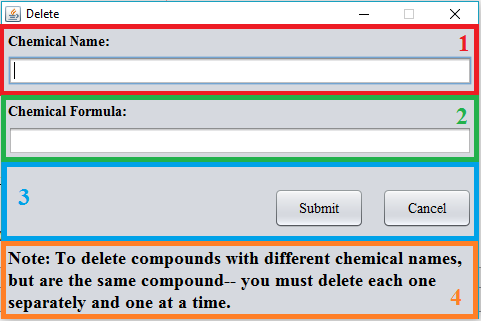 Delete
Chemical Name:
1
Chemical Formula:
2
3
Submit
Cancel
Note: To delete compounds with different chemical names,
but are the same compound-- you must delete each one
separately and one at a time.
4